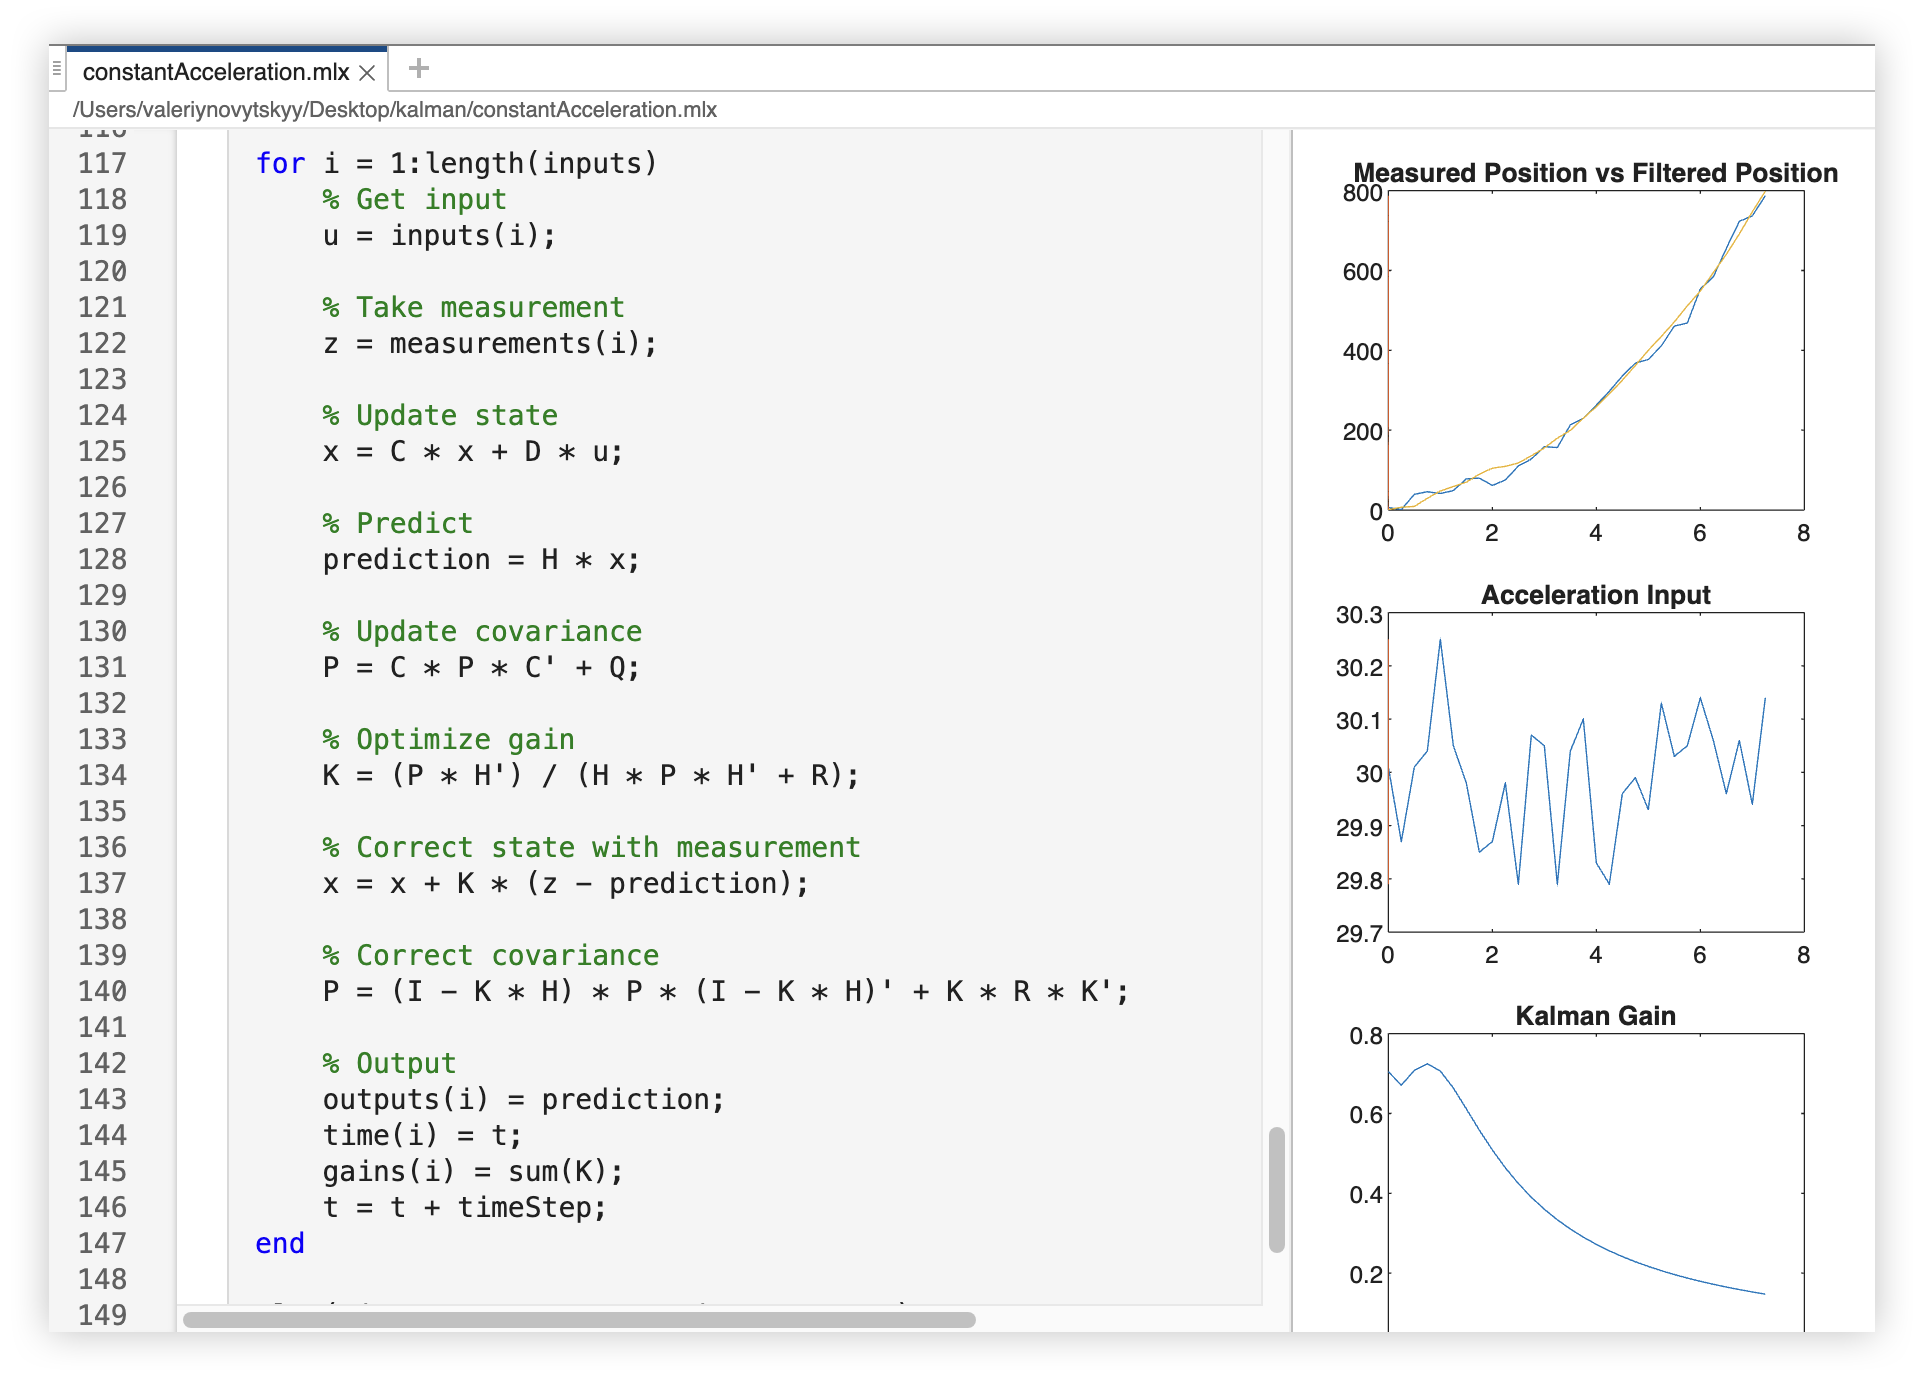 constantAcceleration.mlx
/Users/valeriynovytskyy/Desktop/kalman/constantAcceleration.mlx
116
117 for i = 1:length(inputs)
118 % Get input
119 u = inputs(i);
120
121 % Take measurement
122 z = measurements(i);
123
124 % Update state
125 x = C * x + D * u;
126
127 % Predict
128 prediction = H * x;
129
130 % Update covariance
131 P = C * P * C' + Q;
132
133 % Optimize gain
134 K = (P * H') / (H * P * H' + R);
135
136 % Correct state with measurement
137 x = x + K * (z - prediction);
138
139 % Correct covariance
140 P = (I - K * H) * P * (I - K * H)' + K * R * K';
141
142 % Output
143 outputs(i) = prediction;
144 time(i) = t;
145 gains(i) = sum(K);
146 t = t + timeStep;
147 end
148
149
Measured Position vs Filtered Position
800
600
400
200
0
0 2 4 6 8
Acceleration Input
30.3
30.2
30.1
30
29.9
29.8
29.7
0 2 4 6 8
Kalman Gain
0.8
0.6
0.4
0.2